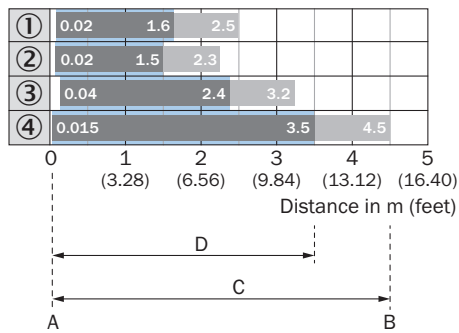 ① 0.02 1.6 2.5
② 0.02 1.5 2.3
③ 0.04 2.4 3.2
④ 0.015 3.5 4.5
0 1 2 3 4 5
(3.28) (6.56) (9.84) (13.12) (16.40)
Distance in m (feet)
D
C
A B